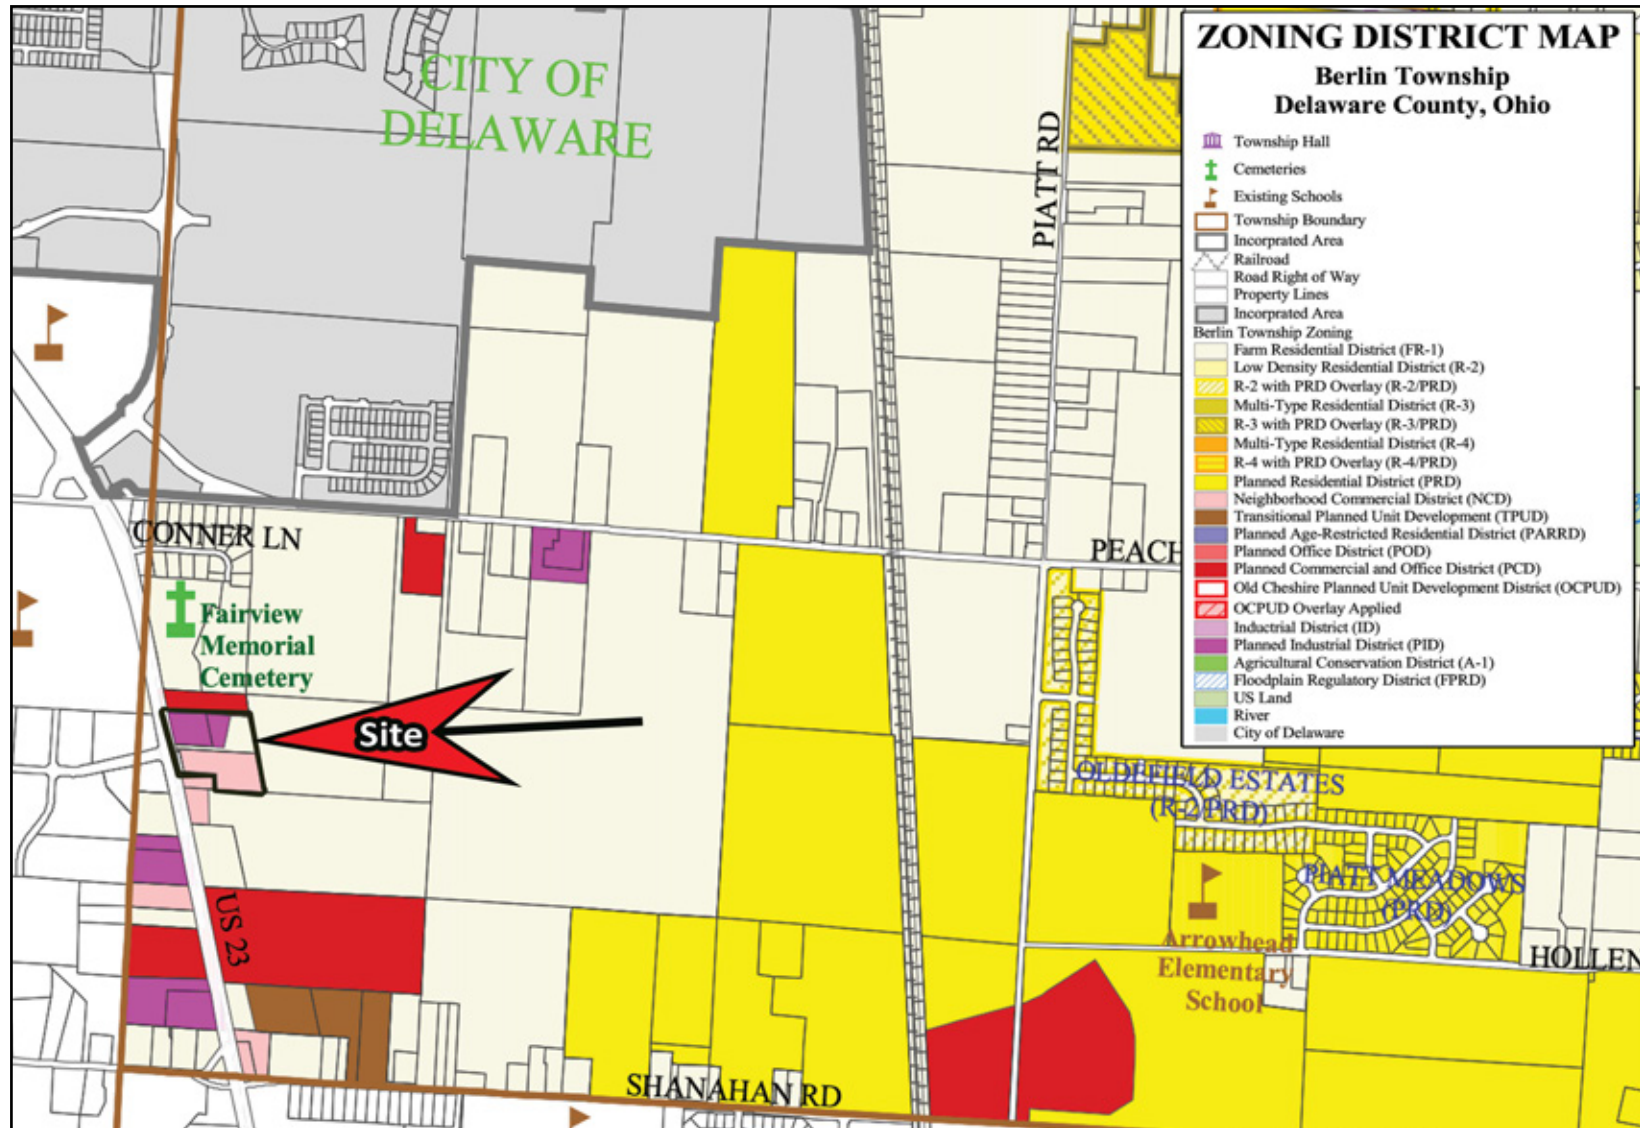 CITY OF
DELAWARE
PIATT RD
ZONING DISTRICT MAP
Berlin Township
Delaware County, Ohio
Township Hall
Cemeteries
Existing Schools
Township Boundary
Incorprated Area
Railroad
Road Right of Way
Property Lines
Incorprated Area
Berlin Township Zoning
Farm Residential District (FR-1)
Low Density Residential District (R-2)
R-2 with PRD Overlay (R-2/PRD)
Multi-Type Residential District (R-3)
R-3 with PRD Overlay (R-3/PRD)
Multi-Type Residential District (R-4)
R-4 with PRD Overlay (R-4/PRD)
Planned Residential District (PRD)
Neighborhood Commercial District (NCD)
Transitional Planned Unit Development (TPUD)
Planned Age-Restricted Residential District (PARRD)
Planned Office District (POD)
Planned Commercial and Office District (PCD)
Old Cheshire Planned Unit Development District (OCPUD)
OCPUD Overlay Applied
Inductrial District (ID)
Planned Industrial District (PID)
Agricultural Conservation District (A-1)
Floodplain Regulatory District (FPRD)
US Land
River
City of Delaware
CONNER LN
PEACH
Fairview
Memorial
Cemetery
Site
OLDEFIELD ESTATES
(R-2/PRD)
PIATT MEADOWS
(PRD)
US 23
Arrowhead
Elementary
School
HOLLEN
SHANAHAN RD